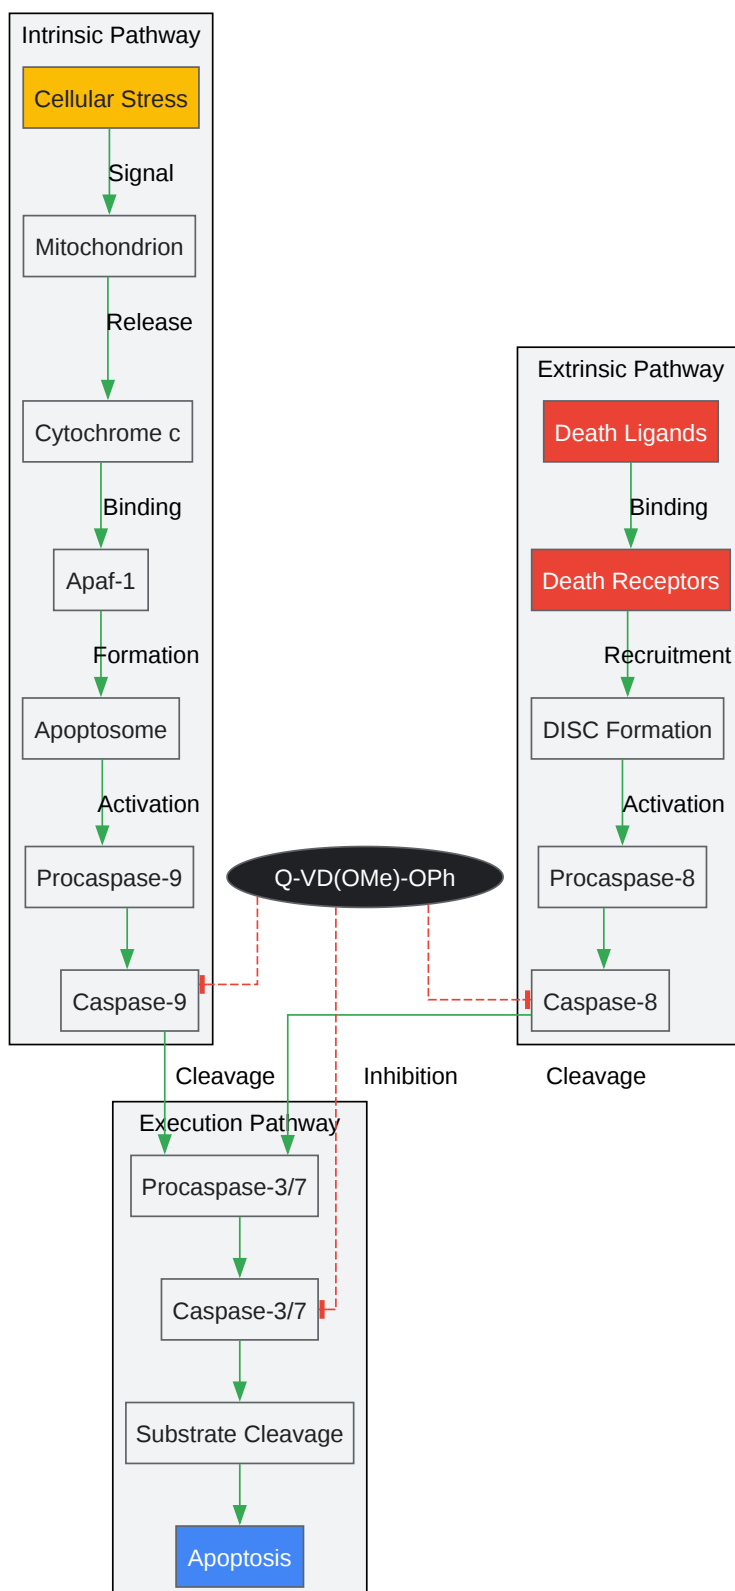 Intrinsic Pathway
Cellular Stress
Signal
Mitochondrion
Release
Cytochrome c
Binding
Apaf-1
Formation
Apoptosome
Activation
Procaspase-9
Caspase-9
Cleavage
Extrinsic Pathway
Death Ligands
Binding
Death Receptors
Recruitment
DISC Formation
Activation
Procaspase-8
Caspase-8
Cleavage
Q-VD(OMe)-OPh
Inhibition
Execution Pathway
Procaspase-3/7
Caspase-3/7
Substrate Cleavage
Apoptosis